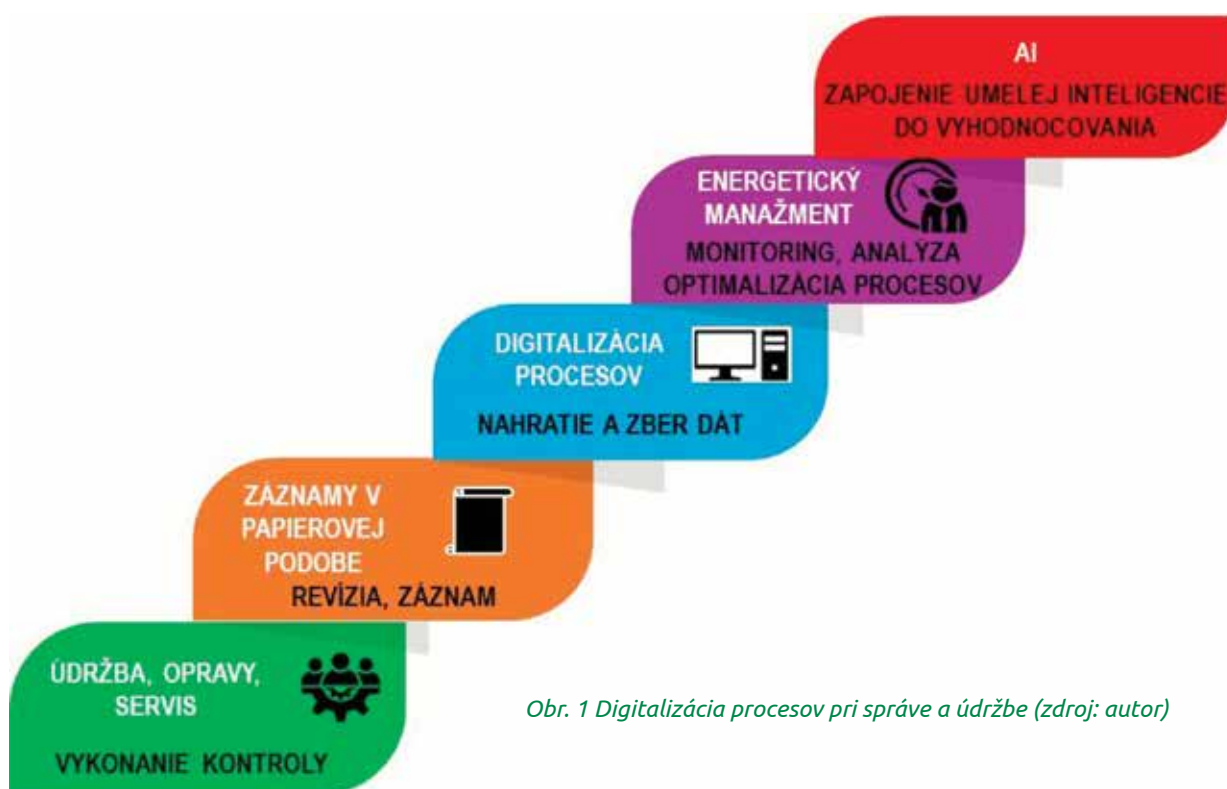 AI
ZAPOJENIE UMELEJ INTELIGENCIE
DO VYHODNOCOVANIA
ENERGETICKÝ
MANAŽMENT
MONITORING, ANALÝZA
OPTIMALIZÁCIA PROCESOV
DIGITALIZÁCIA
PROCESOV
NAHRATIE A ZBER DÁT
ZÁZNAMY V
PAPIEROVEJ
PODOBE
REVÍZIA, ZÁZNAM
ÚDRŽBA, OPRAVY,
SERVIS
VYKONANIE KONTROLY
Obr. 1 Digitalizácia procesov pri správe a údržbe (zdroj: autor)